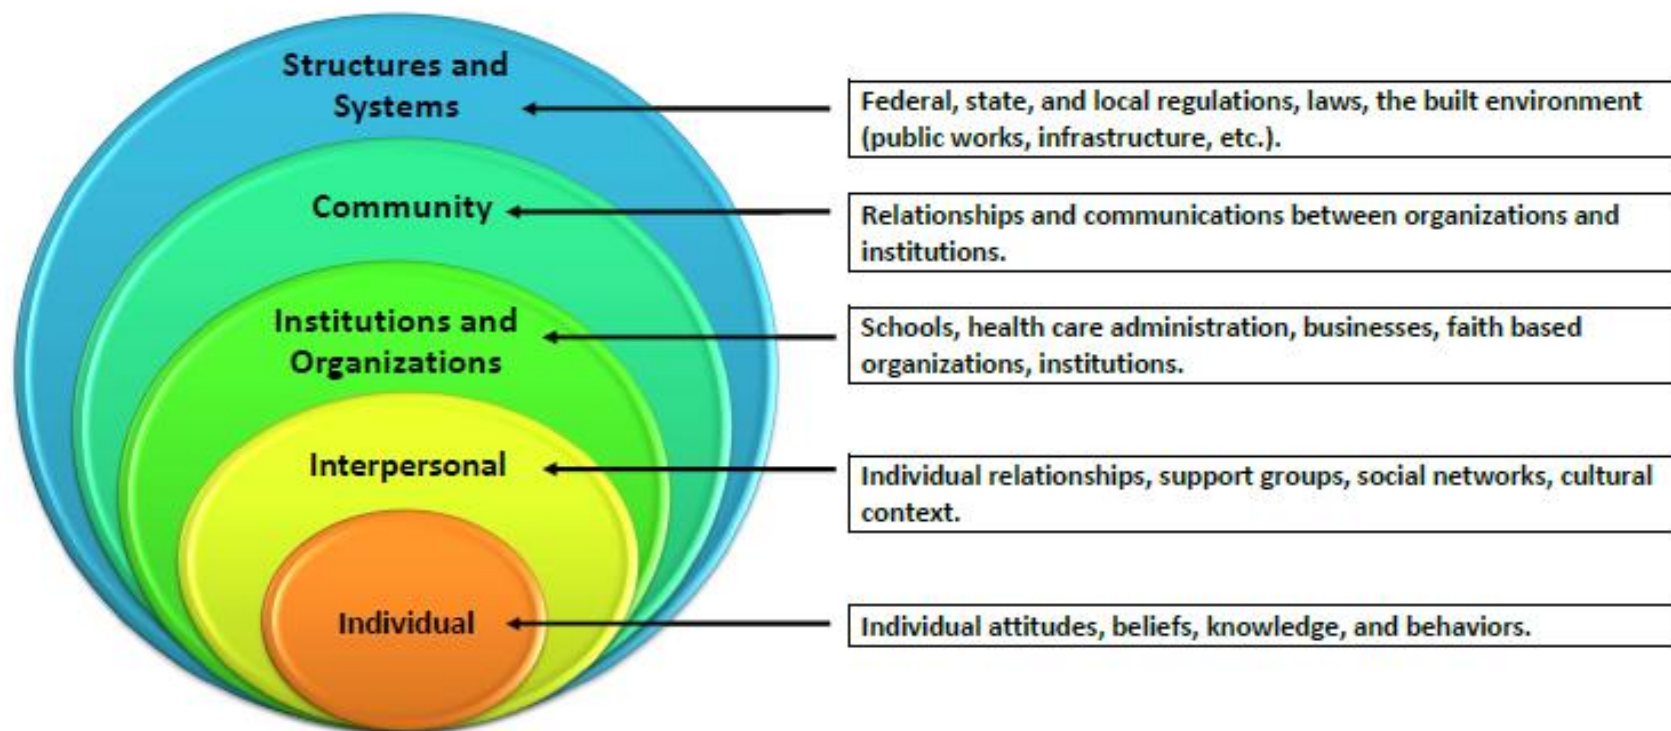 Structures and
Systems
Federal, state, and local regulations, laws, the built environment
(public works, infrastructure, etc.).
Community
Relationships and communications between organizations and
institutions.
Institutions and
Organizations
Schools, health care administration, businesses, faith based
organizations, institutions.
Interpersonal
Individual relationships, support groups, social networks, cultural
context.
Individual
Individual attitudes, beliefs, knowledge, and behaviors.